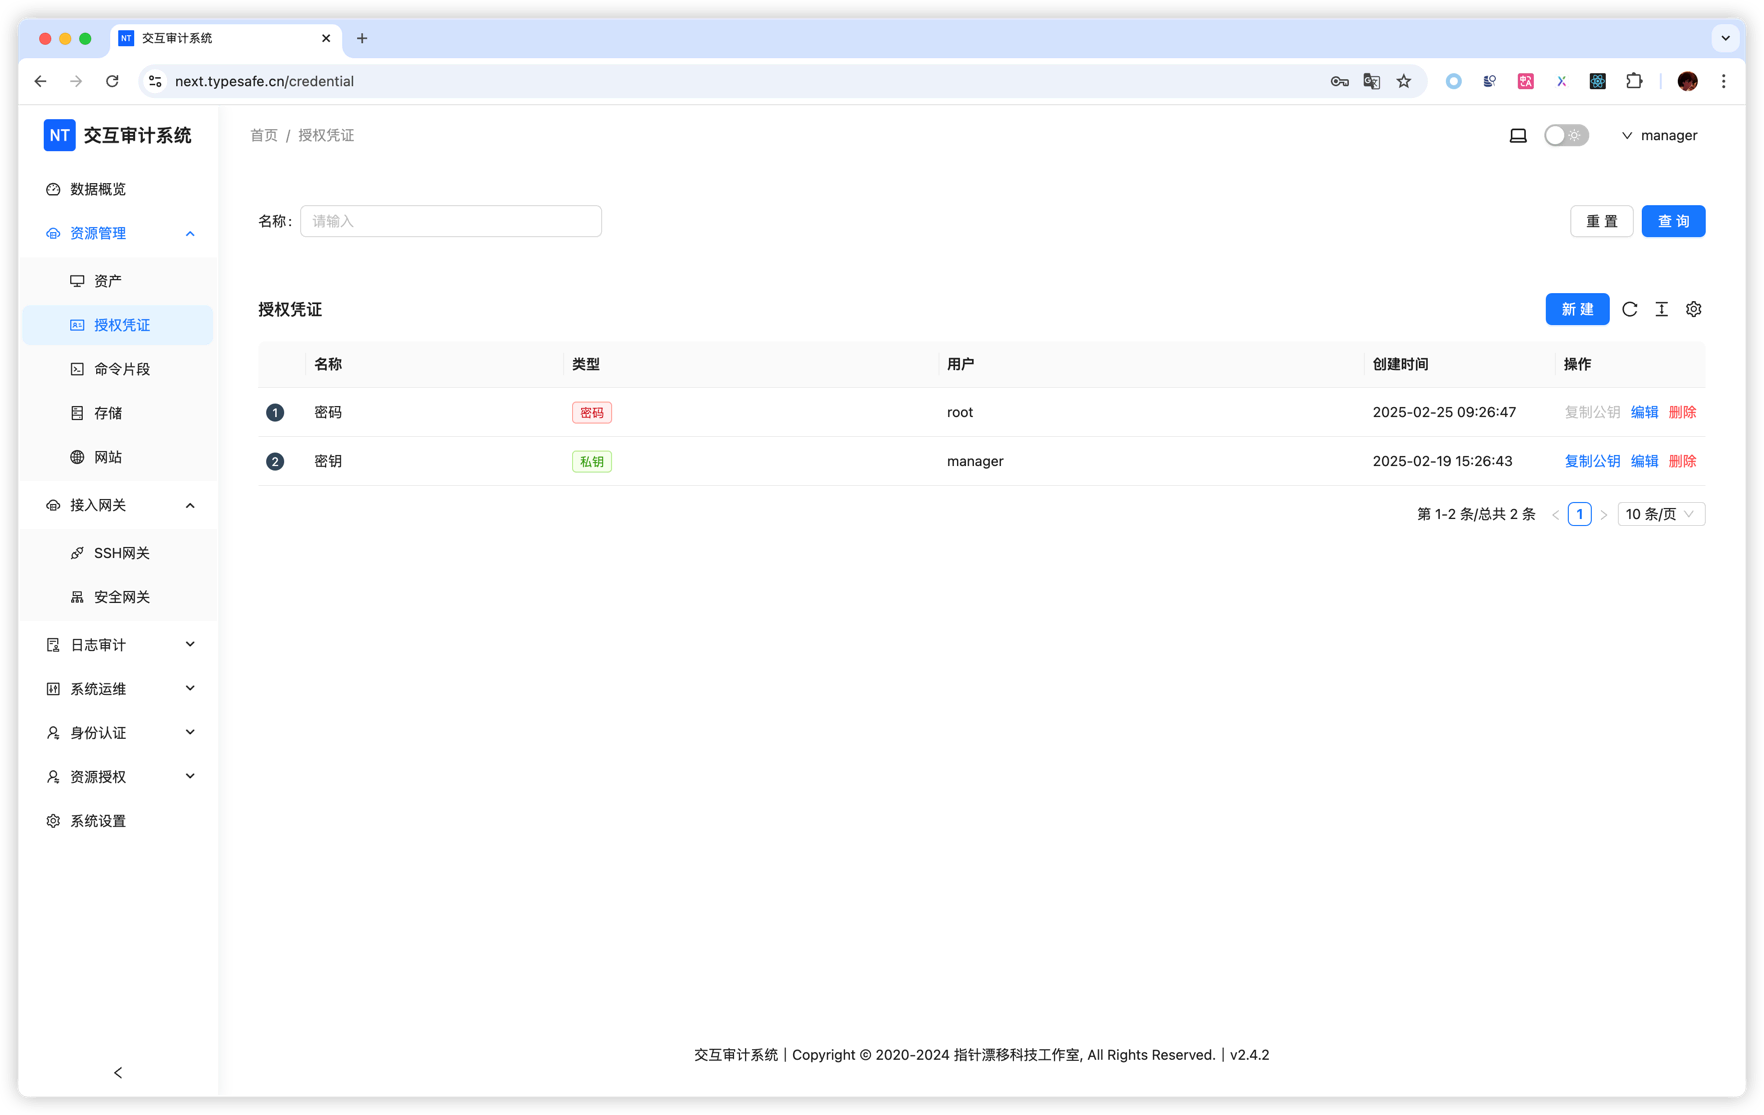 NT 交互审计系统
next.typesafe.cn/credential
NT 交互审计系统
首页 / 授权凭证
manager
数据概览
资源管理
资产
授权凭证
命令片段
存储
网站
接入网关
SSH网关
安全网关
日志审计
系统运维
身份认证
资源授权
系统设置
名称: 请输入 重置 查询
授权凭证 新建
名称 类型 用户 创建时间 操作
1 密码 密码 root 2025-02-25 09:26:47 复制公钥 编辑 删除
2 密钥 私钥 manager 2025-02-19 15:26:43 复制公钥 编辑 删除
第 1-2 条/总共 2 条 < 1 > 10 条/页
交互审计系统 | Copyright © 2020-2024 指针漂移科技工作室, All Rights Reserved. | v2.4.2